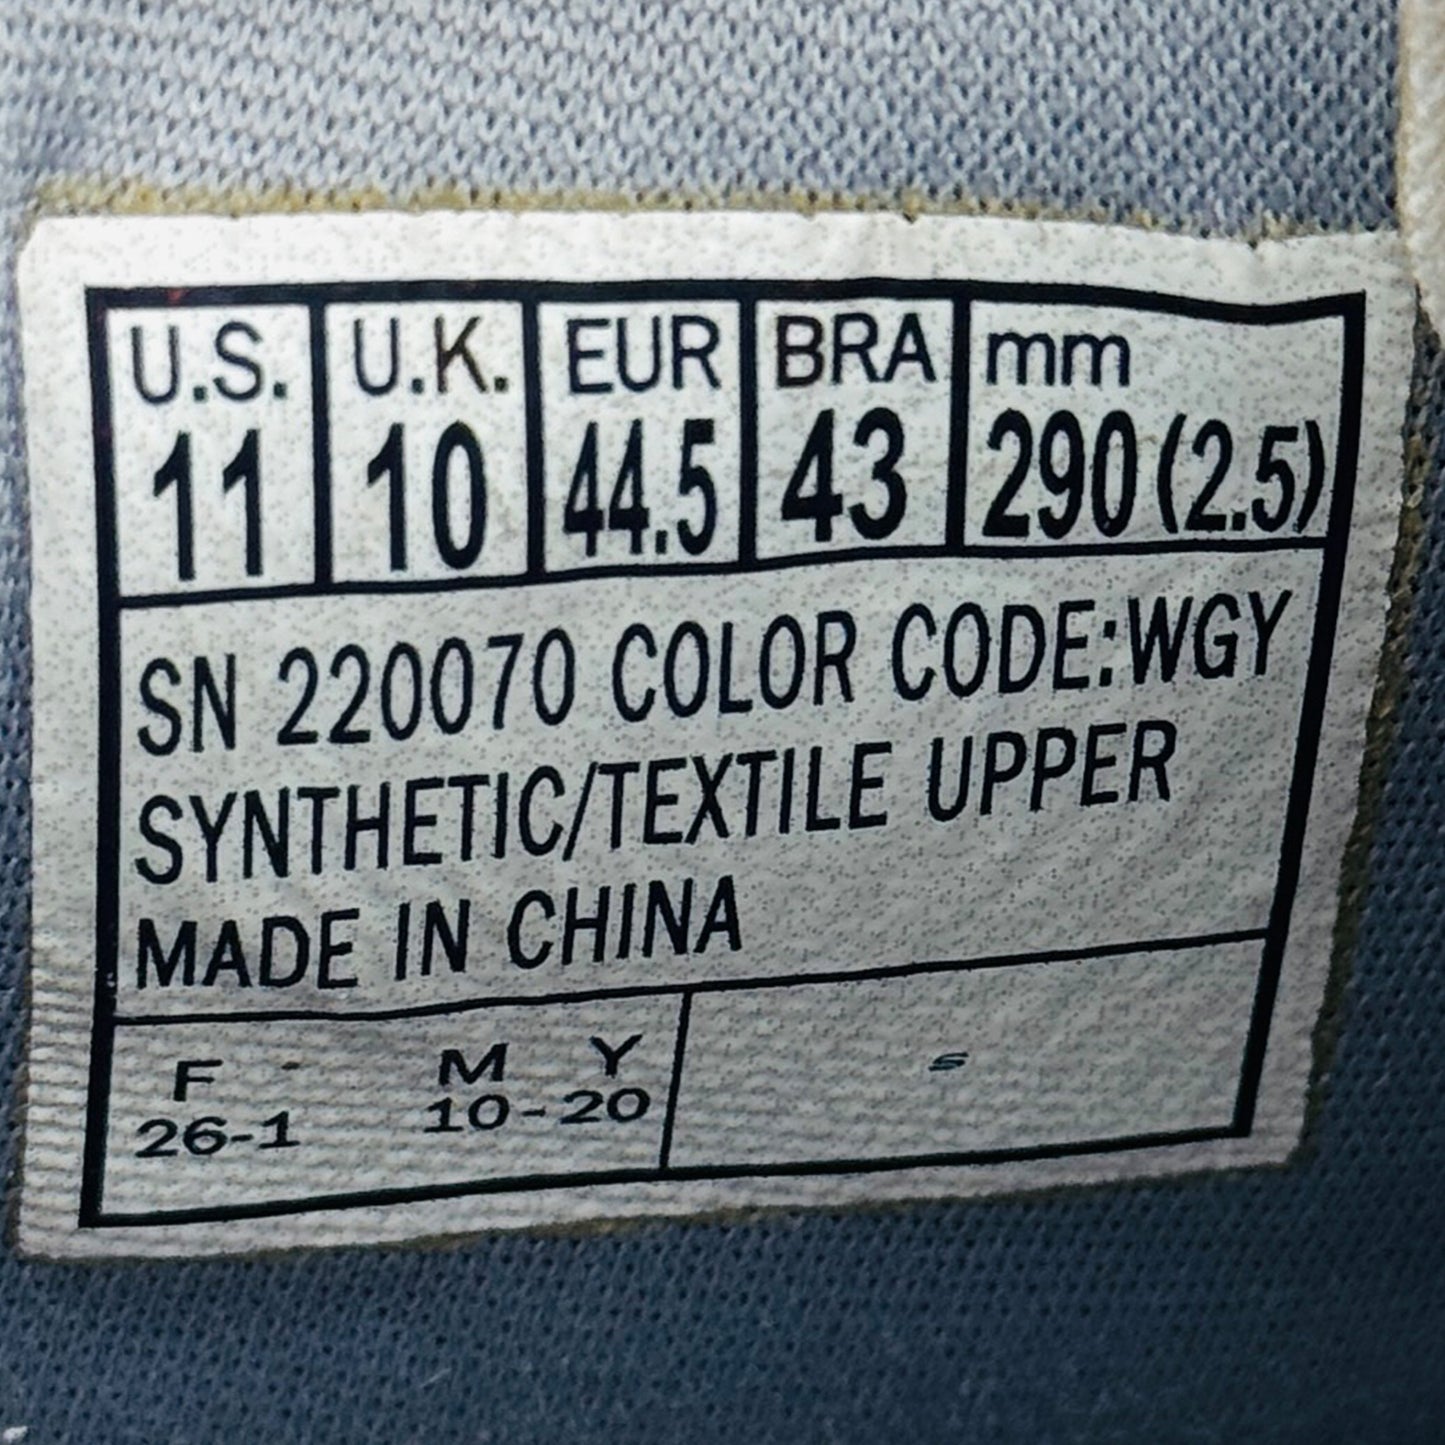 U.S. U.K. EUR BRA mm
11 10 44.5 43 290 (2.5)
SN 220070 COLOR CODE:WGY
SYNTHETIC/TEXTILE UPPER
MADE IN CHINA
F M Y
26-1 10-20
s